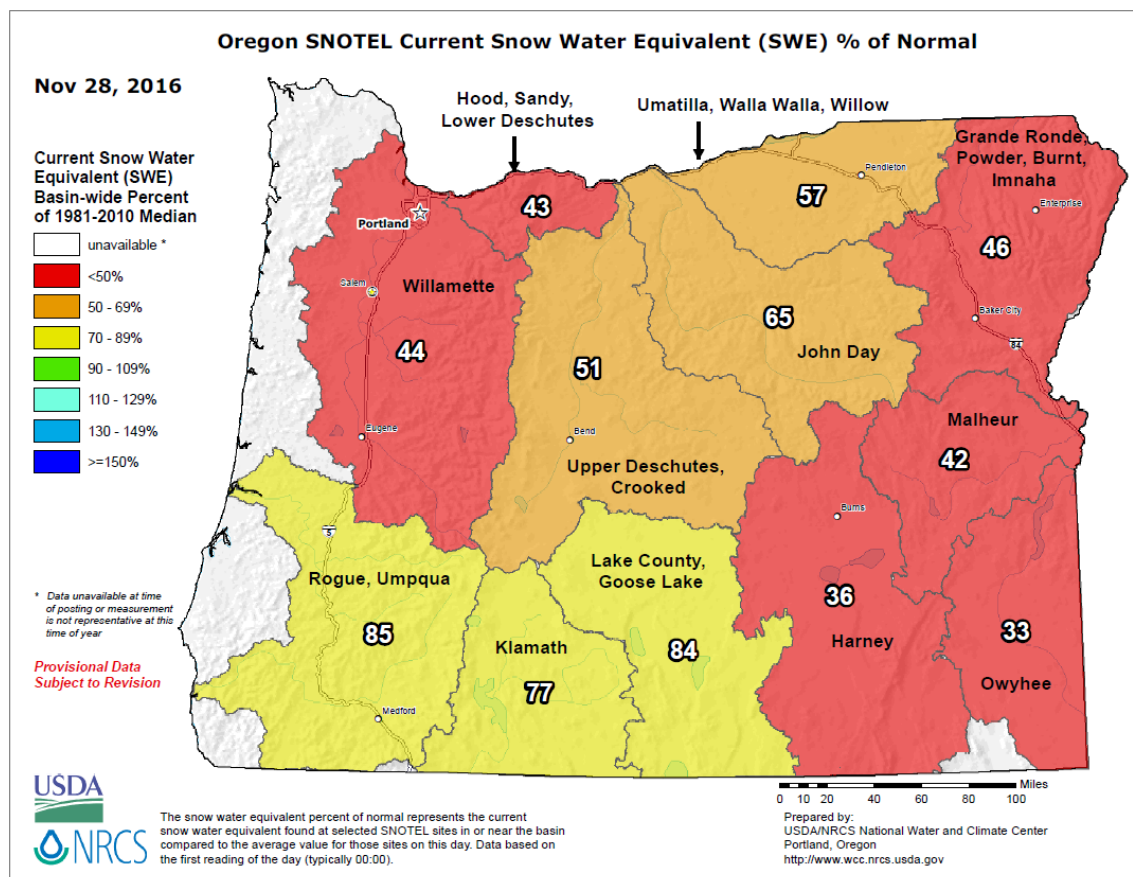 Oregon SNOTEL Current Snow Water Equivalent (SWE) % of Normal
Nov 28, 2016
Current Snow Water
Equivalent (SWE)
Basin-wide Percent
of 1981-2010 Median
unavailable *
<50%
50 - 69%
70 - 89%
90 - 109%
110 - 129%
130 - 149%
>=150%
Hood, Sandy,
Lower Deschutes
Umatilla, Walla Walla, Willow
Grande Ronde,
Powder, Burnt,
Imnaha
Pendleton
57
Enterprise
43
Portland
46
Willamette
Salem
65
John Day
Baker City
84
44
51
Eugene
Bend
Malheur
42
Upper Deschutes,
Crooked
Burns
5
Lake County,
Goose Lake
Rogue, Umpqua
36
85
Klamath
84
Harney
33
77
Owyhee
Medford
* Data unavailable at time
of posting or measurement
is not representative at this
time of year
Provisional Data
Subject to Revision
USDA
NRCS
The snow water equivalent percent of normal represents the current
snow water equivalent found at selected SNOTEL sites in or near the basin
compared to the average value for those sites on this day. Data based on
the first reading of the day (typically 00:00).
Miles
0 10 20 40 60 80 100
Prepared by:
USDA/NRCS National Water and Climate Center
Portland, Oregon
http://www.wcc.nrcs.usda.gov